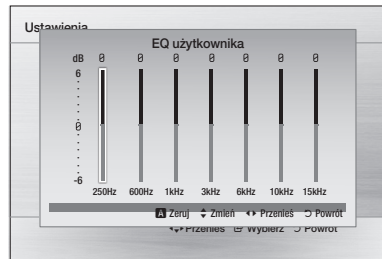 Ustawienia
EQ użytkownika
dB 0 0 0 0 0 0 0
6
0
-6
250Hz 600Hz 1kHz 3kHz 6kHz 10kHz 15kHz
A Zeruj Zmień Przenieś Powrót
Przenieś Wybierz Powrót